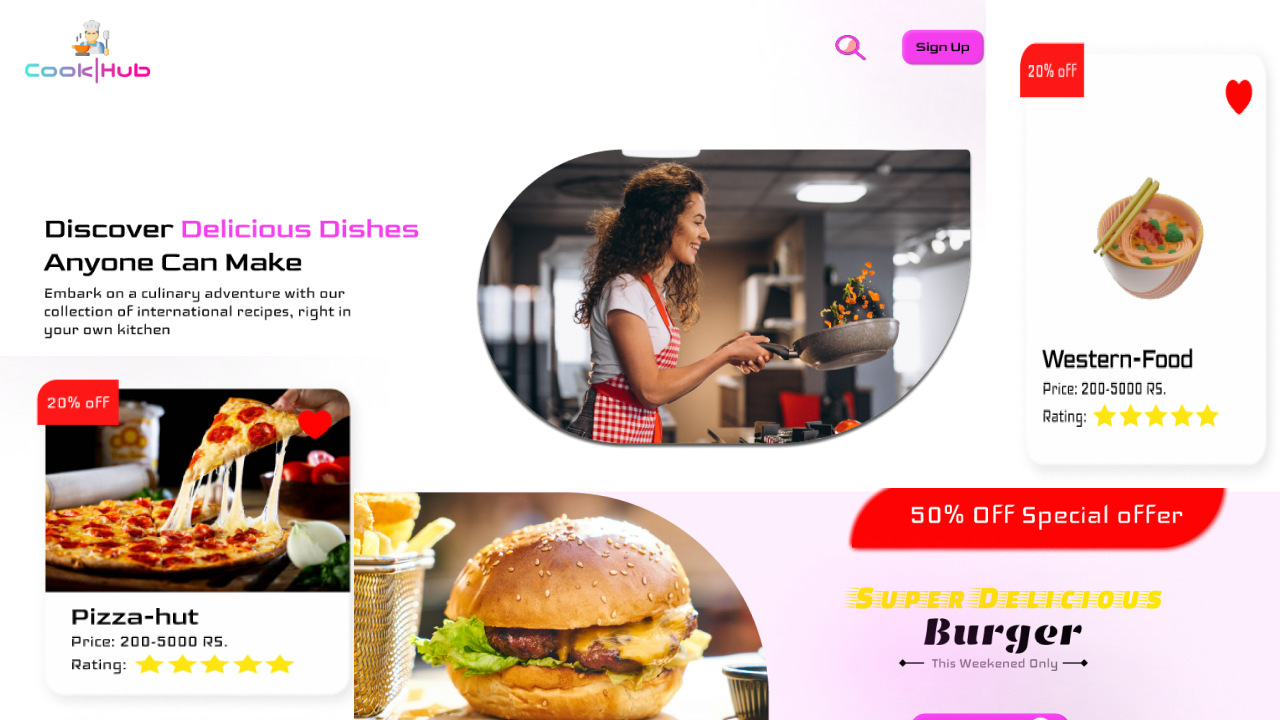 Cook|Hub
Sign Up
Discover Delicious Dishes
Anyone Can Make
Embark on a culinary adventure with our
collection of international recipes, right in
your own kitchen
20% off
Western-Food
Price: 200-5000 RS.
Rating:
20% off
Pizza-hut
Price: 200-5000 RS.
Rating:
50% Off Special offer
Super Delicious
Burger
This Weekened Only